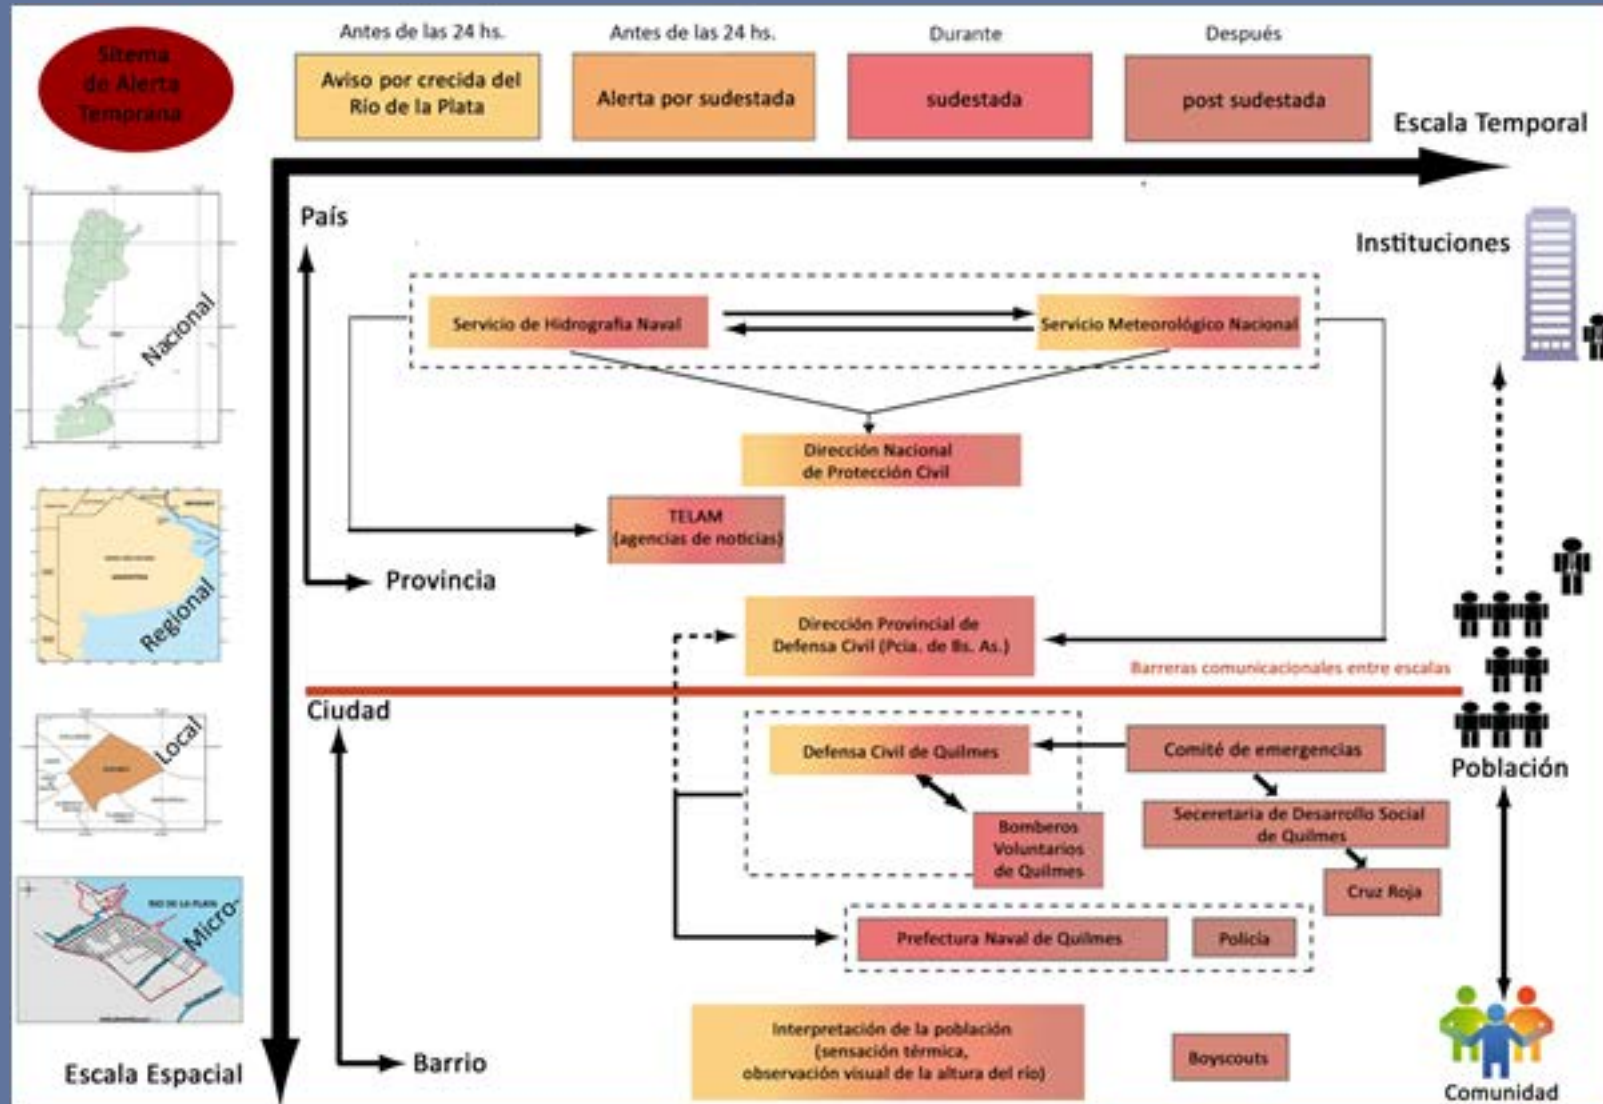 Sitema
de Alerta
Temprana
Antes de las 24 hs.
Aviso por crecida del
Río de la Plata
Antes de las 24 hs.
Alerta por sudestada
Durante
sudestada
Después
post sudestada
Escala Temporal
País
Instituciones
Nacional
Servicio de Hidrografia Naval
Servicio Meteorológico Nacional
Dirección Nacional
de Protección Civil
TELAM
(agencias de noticias)
Provincia
Regional
Dirección Provincial de
Defensa Civil (Pcia. de Bs. As.)
Barreras comunicacionales entre escalas
Ciudad
Local
Defensa Civil de Quilmes
Comité de emergencias
Población
Bomberos
Voluntarios
de Quilmes
Seceretaria de Desarrollo Social
de Quilmes
Cruz Roja
RIO DE LA PLATA
Micro-
Prefectura Naval de Quilmes
Policía
Interpretación de la población
(sensación térmica,
observación visual de la altura del río)
Boyscouts
Barrio
Escala Espacial
Comunidad